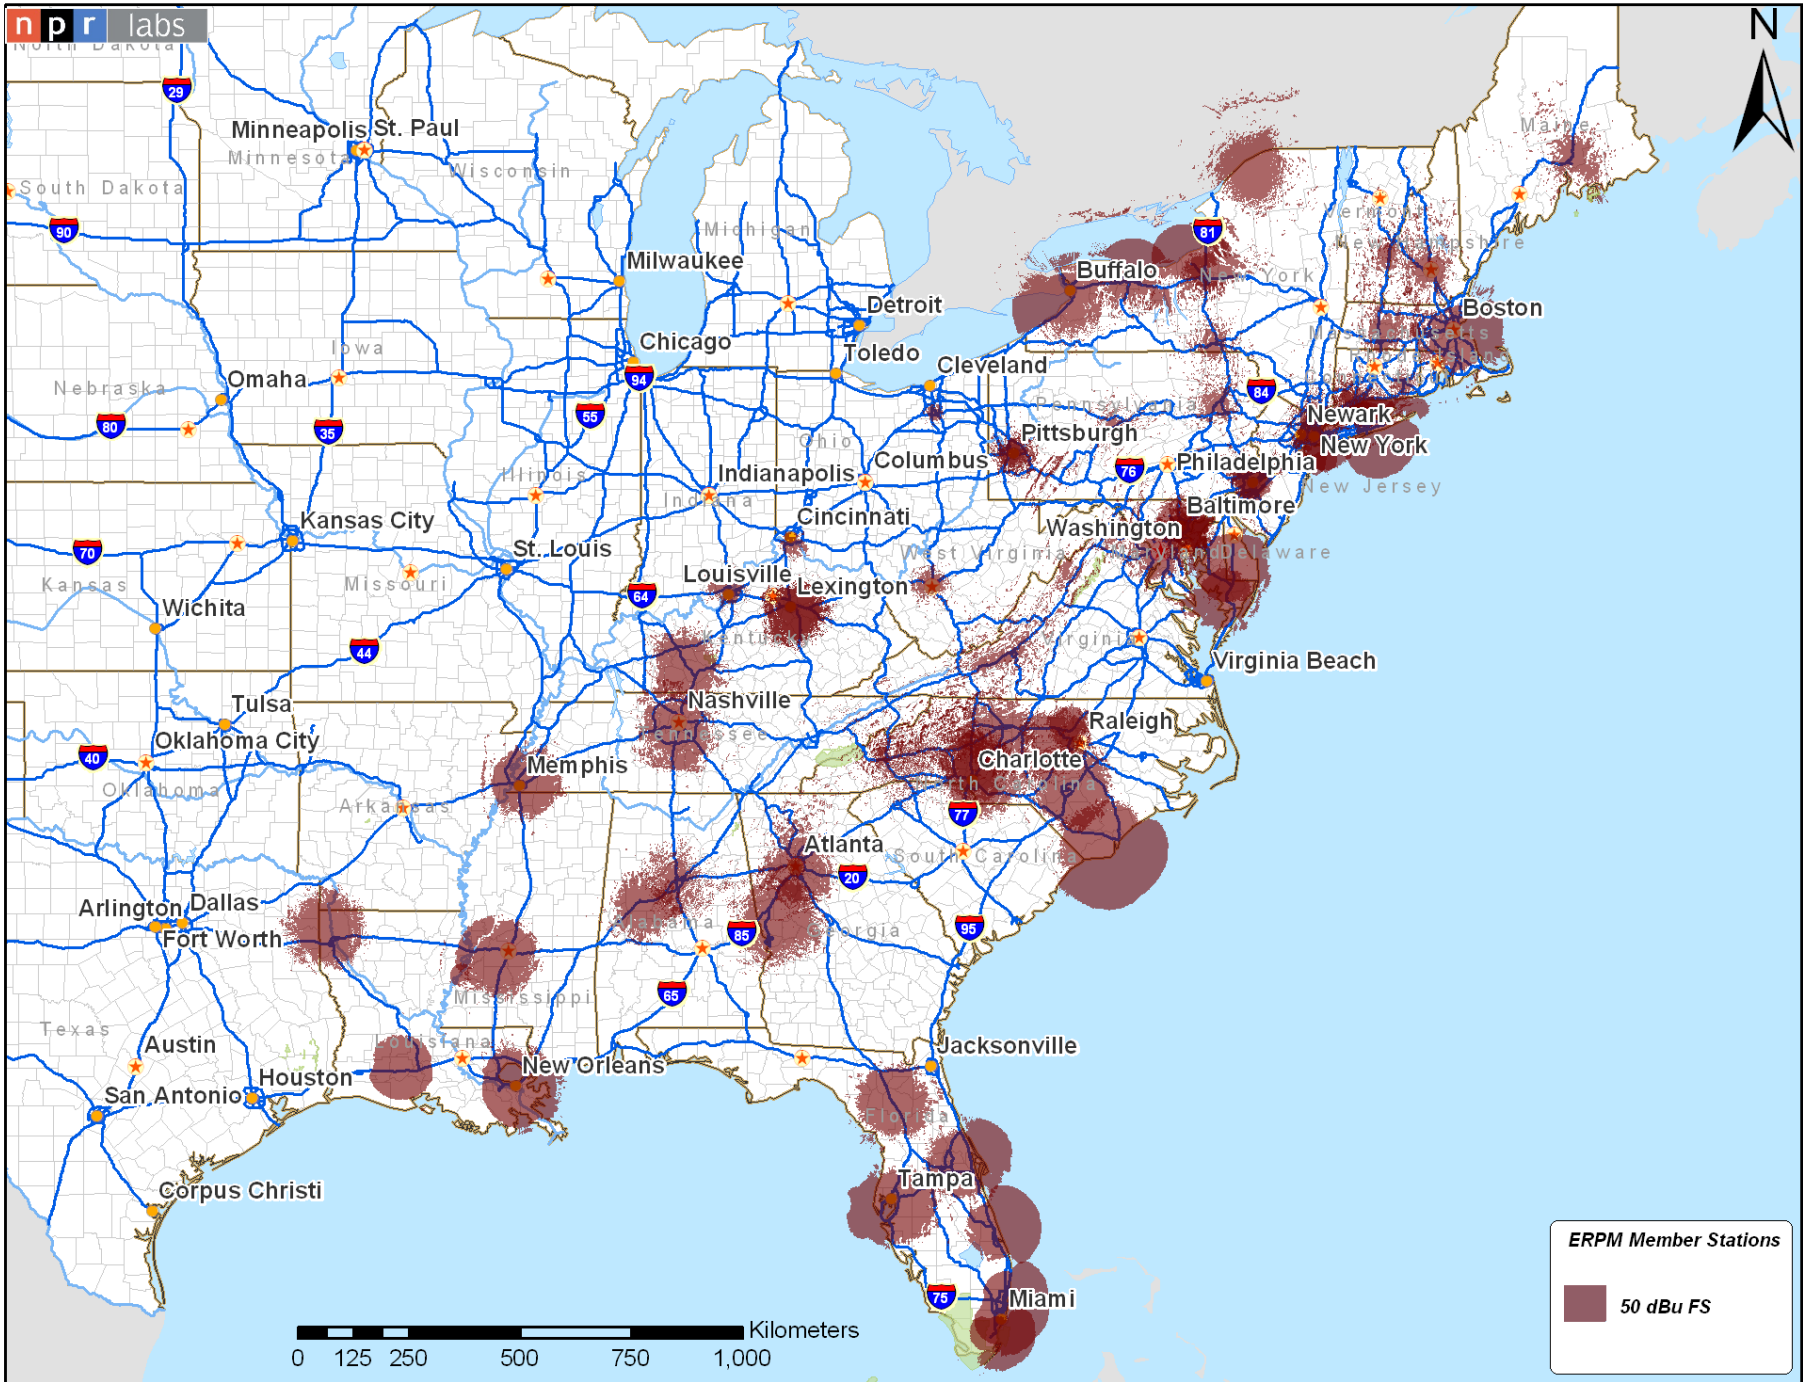 npr labs
N
North Dakota
29
Maine
Minneapolis St. Paul
Minnesota
Wisconsin
South Dakota
Vermont
90
81
Michigan
New Hampshire
Milwaukee
Buffalo
New York
Detroit
Boston
Chicago
Massachusetts
Iowa
Toledo
Cleveland
94
Omaha
Nebraska
84
Pennsylvania
55
Newark
80
35
Pittsburgh
New York
Ohio
Columbus
Philadelphia
76
Indianapolis
Illinois
Indiana
New Jersey
Baltimore
Kansas City
Cincinnati
Washington
70
St. Louis
West Virginia
Maryland
Delaware
Kansas
Missouri
Louisville
Lexington
64
Wichita
Kentucky
Virginia
44
Virginia Beach
Tulsa
Nashville
Raleigh
Oklahoma City
Tennessee
40
Memphis
Charlotte
Oklahoma
North Carolina
Arkansas
77
Atlanta
South Carolina
20
Arlington
Dallas
Alabama
95
Fort Worth
85
Georgia
65
Mississippi
Texas
Louisiana
Austin
Jacksonville
New Orleans
Houston
San Antonio
Florida
Tampa
Corpus Christi
ERPM Member Stations
75
Miami
50 dBu FS
Kilometers
0 125 250 500 750 1,000